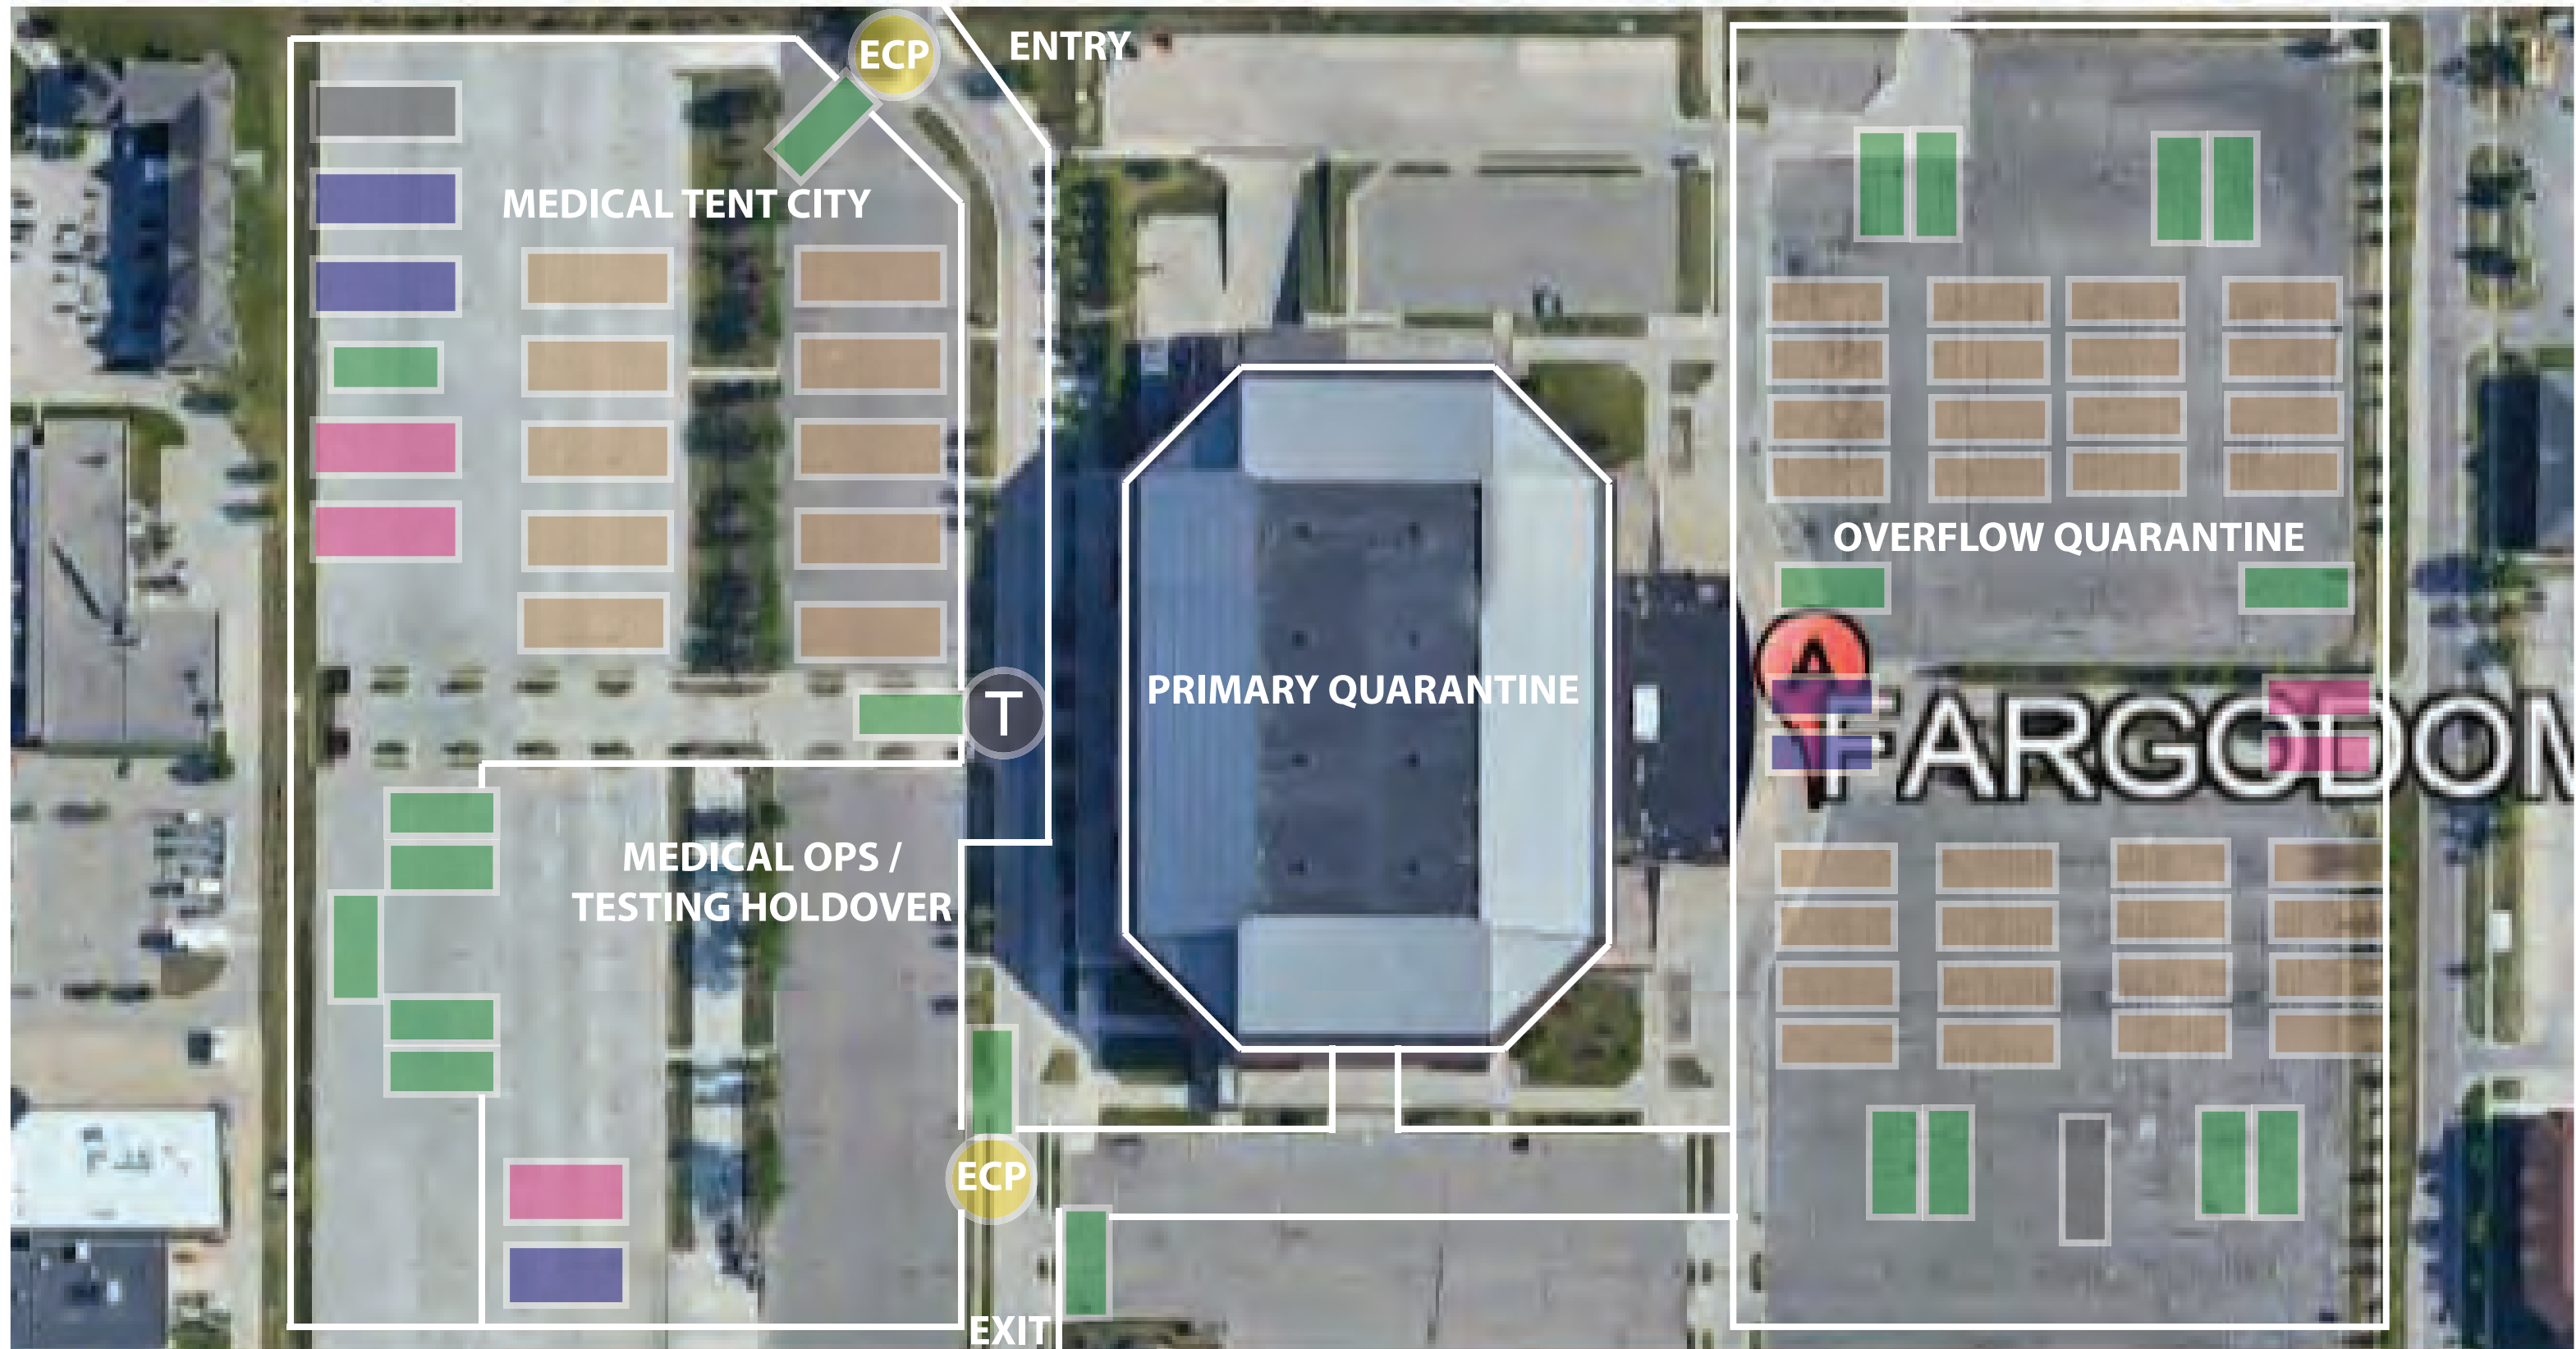 ECP
ENTRY
MEDICAL TENT CITY
OVERFLOW QUARANTINE
A
PRIMARY QUARANTINE
T
FARGODOM
MEDICAL OPS /
TESTING HOLDOVER
ECP
EXIT